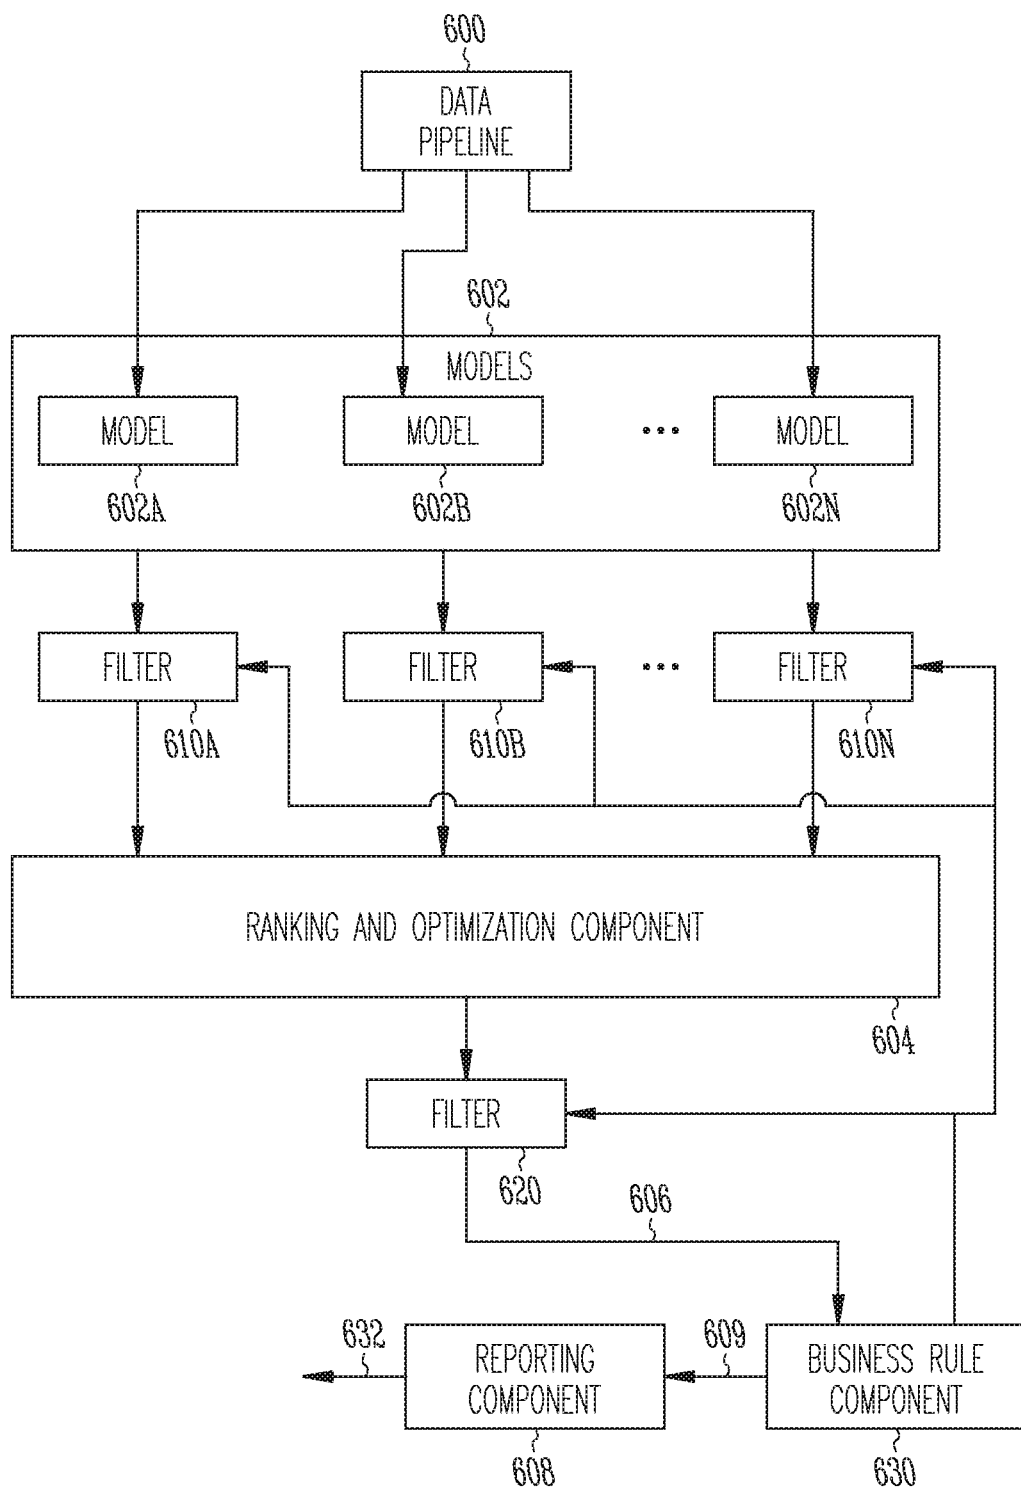 600
DATA
PIPELINE
602
MODELS
MODEL
MODEL
...
MODEL
602A
602B
602N
FILTER
FILTER
...
FILTER
610A
610B
610N
RANKING AND OPTIMIZATION COMPONENT
604
FILTER
620
606
632
REPORTING
COMPONENT
609
BUSINESS RULE
COMPONENT
608
630